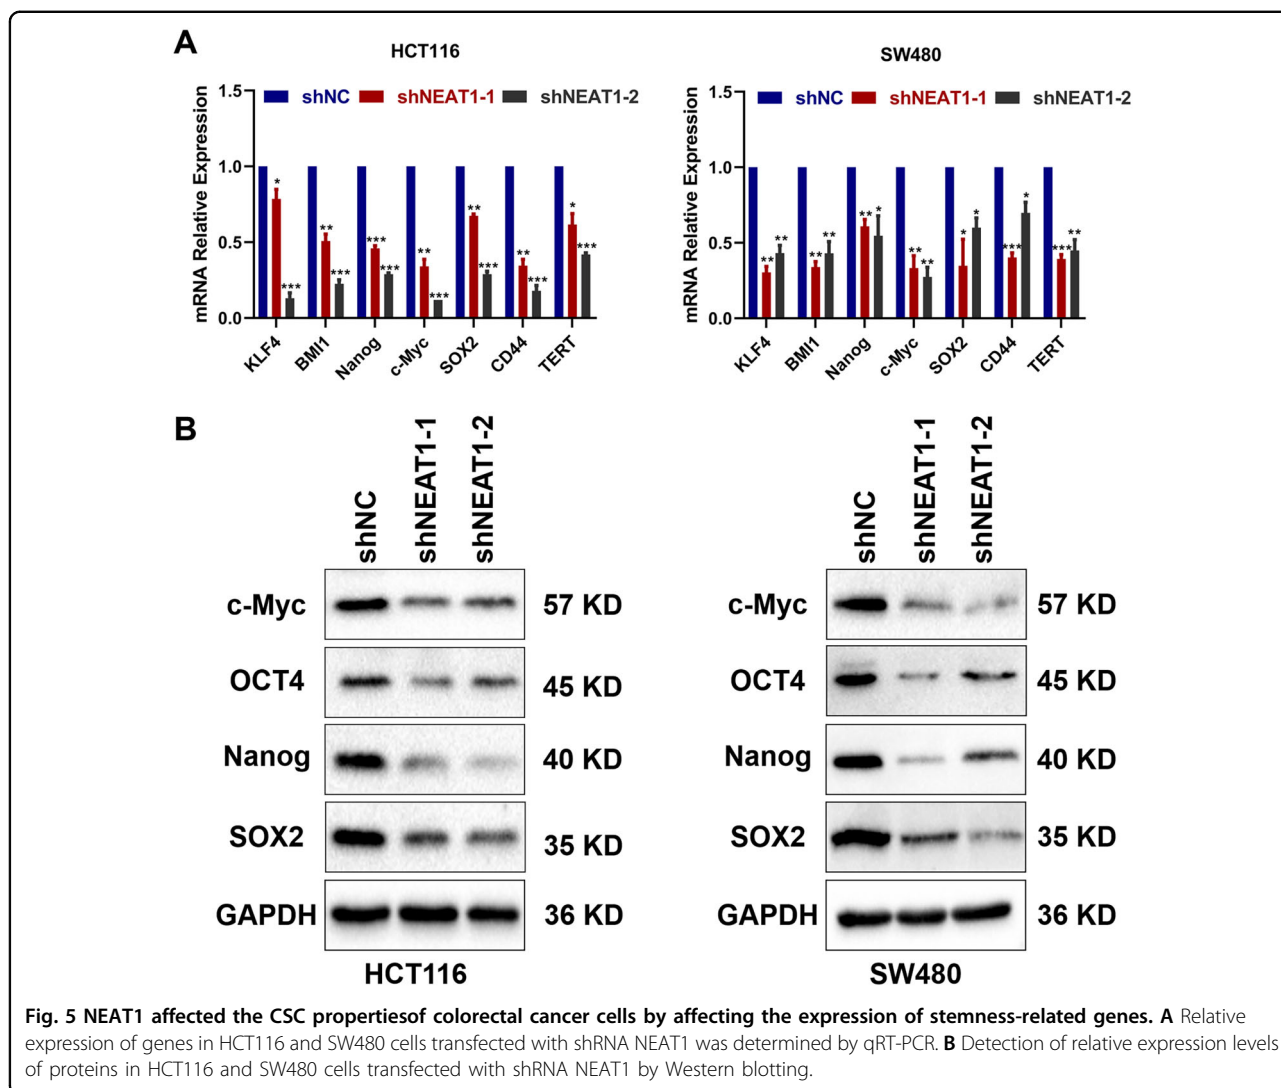 A
HCT116
SW480
mRNA Relative Expression
1.5
1.0
0.5
0.0
shNC shNEAT1-1 shNEAT1-2
* *** ** *** *** *** ** *** ** *** ** *** * ***
KLF4 BMI1 Nanog c-Myc SOX2 CD44 TERT
mRNA Relative Expression
1.5
1.0
0.5
0.0
shNC shNEAT1-1 shNEAT1-2
** ** ** ** ** * ** ** * * *** * *** **
KLF4 BMI1 Nanog c-Myc SOX2 CD44 TERT
B
shNC shNEAT1-1 shNEAT1-2
c-Myc 57 KD
OCT4 45 KD
Nanog 40 KD
SOX2 35 KD
GAPDH 36 KD
HCT116
shNC shNEAT1-1 shNEAT1-2
c-Myc 57 KD
OCT4 45 KD
Nanog 40 KD
SOX2 35 KD
GAPDH 36 KD
SW480
Fig. 5 NEAT1 affected the CSC propertiesof colorectal cancer cells by affecting the expression of stemness-related genes. A Relative
expression of genes in HCT116 and SW480 cells transfected with shRNA NEAT1 was determined by qRT-PCR. B Detection of relative expression levels
of proteins in HCT116 and SW480 cells transfected with shRNA NEAT1 by Western blotting.